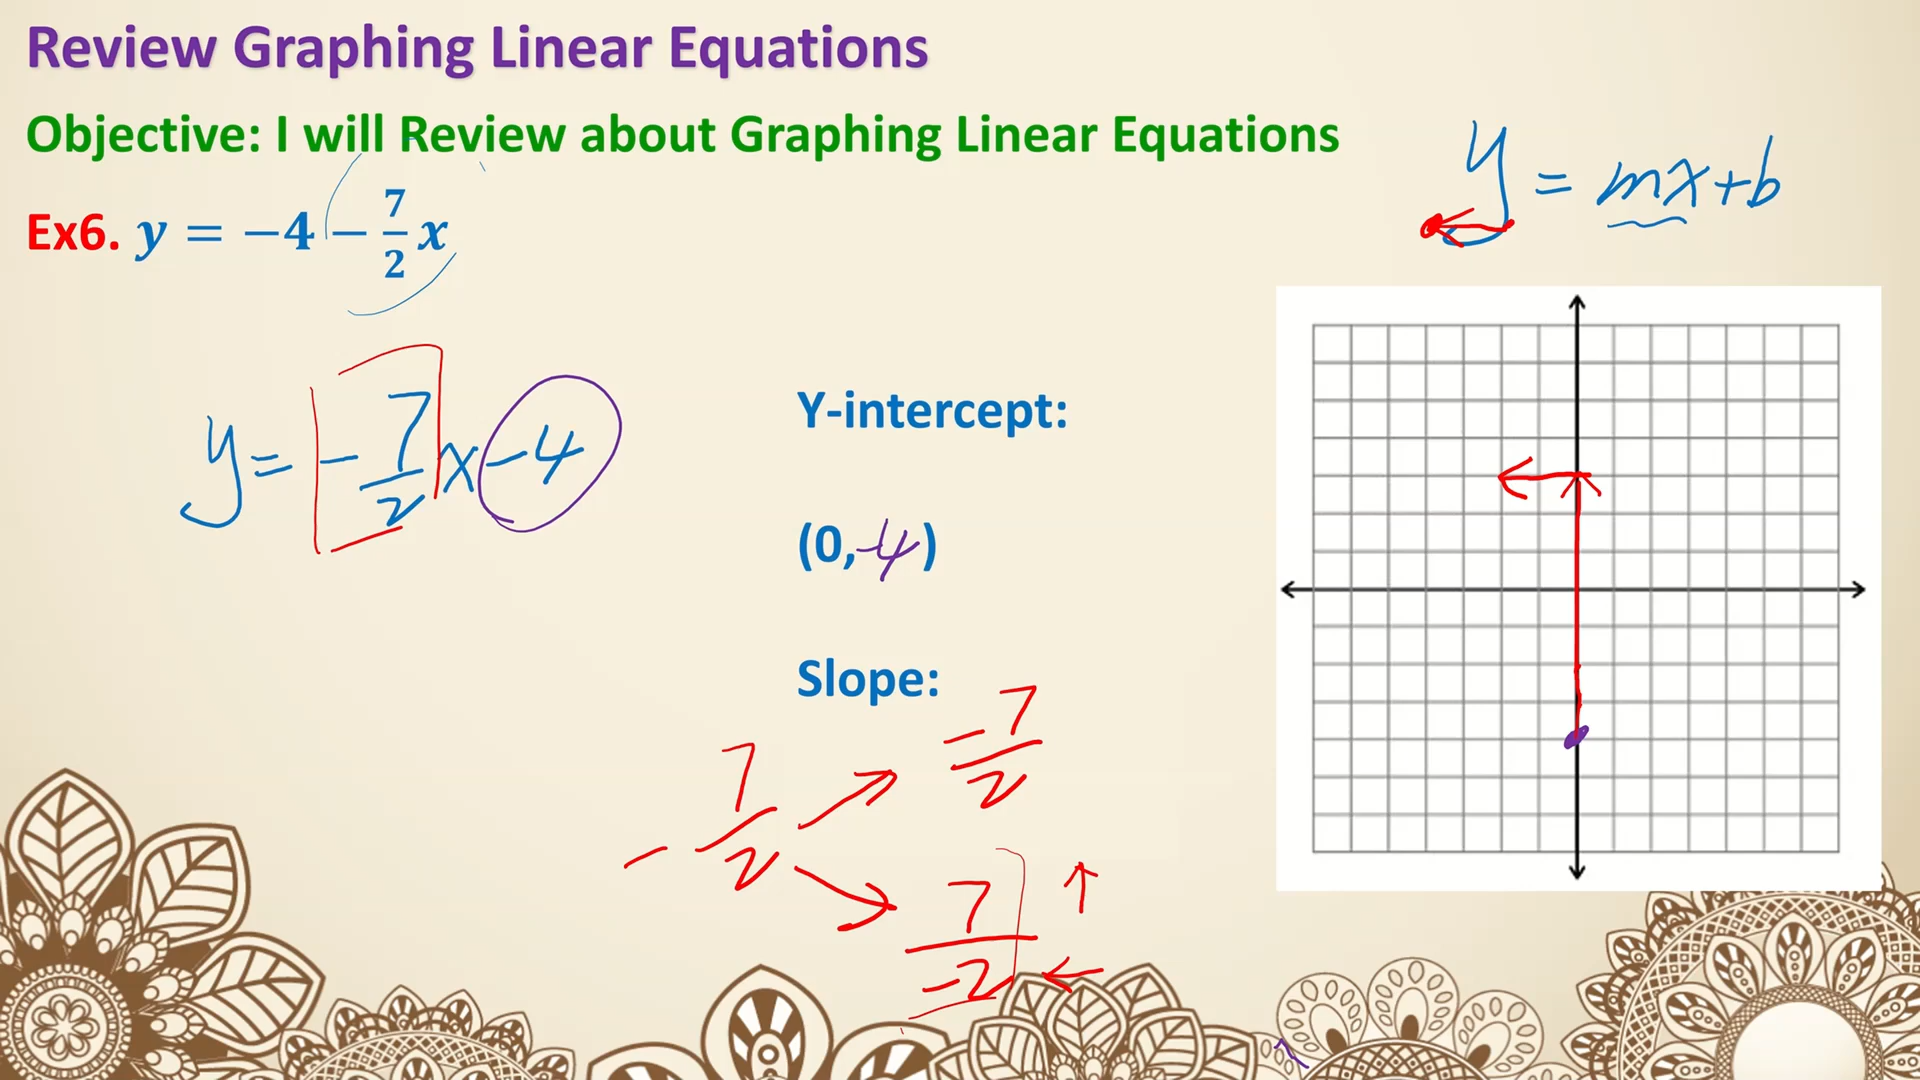 Review Graphing Linear Equations
Objective: I will Review about Graphing Linear Equations
y = mx+b
Ex6. y = −4 − 7/2 x
y = -7/2 x -4
Y-intercept:
(0,-4)
Slope:
-7/2
-7/2
7/-2